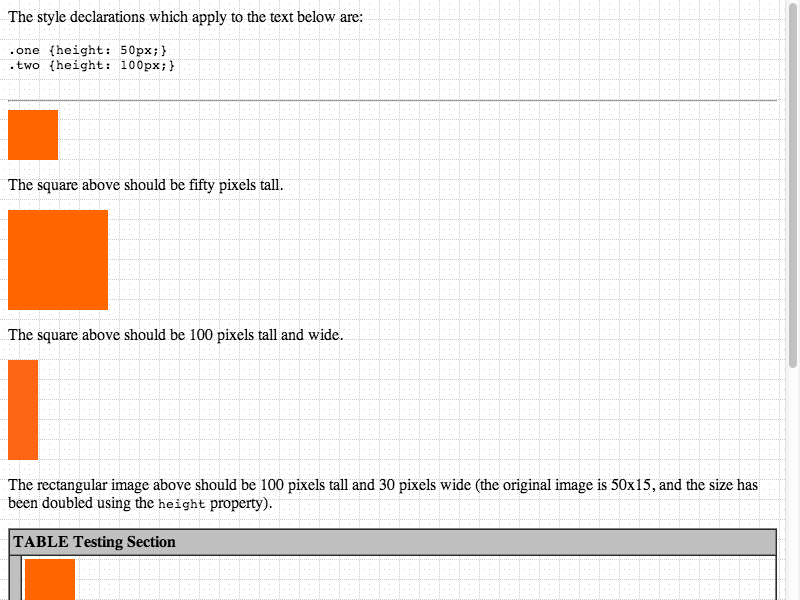 The style declarations which apply to the text below are:
.one {height: 50px;}
.two {height: 100px;}
The square above should be fifty pixels tall.
The square above should be 100 pixels tall and wide.
The rectangular image above should be 100 pixels tall and 30 pixels wide (the original image is 50x15, and the size has
been doubled using the height property).
TABLE Testing Section